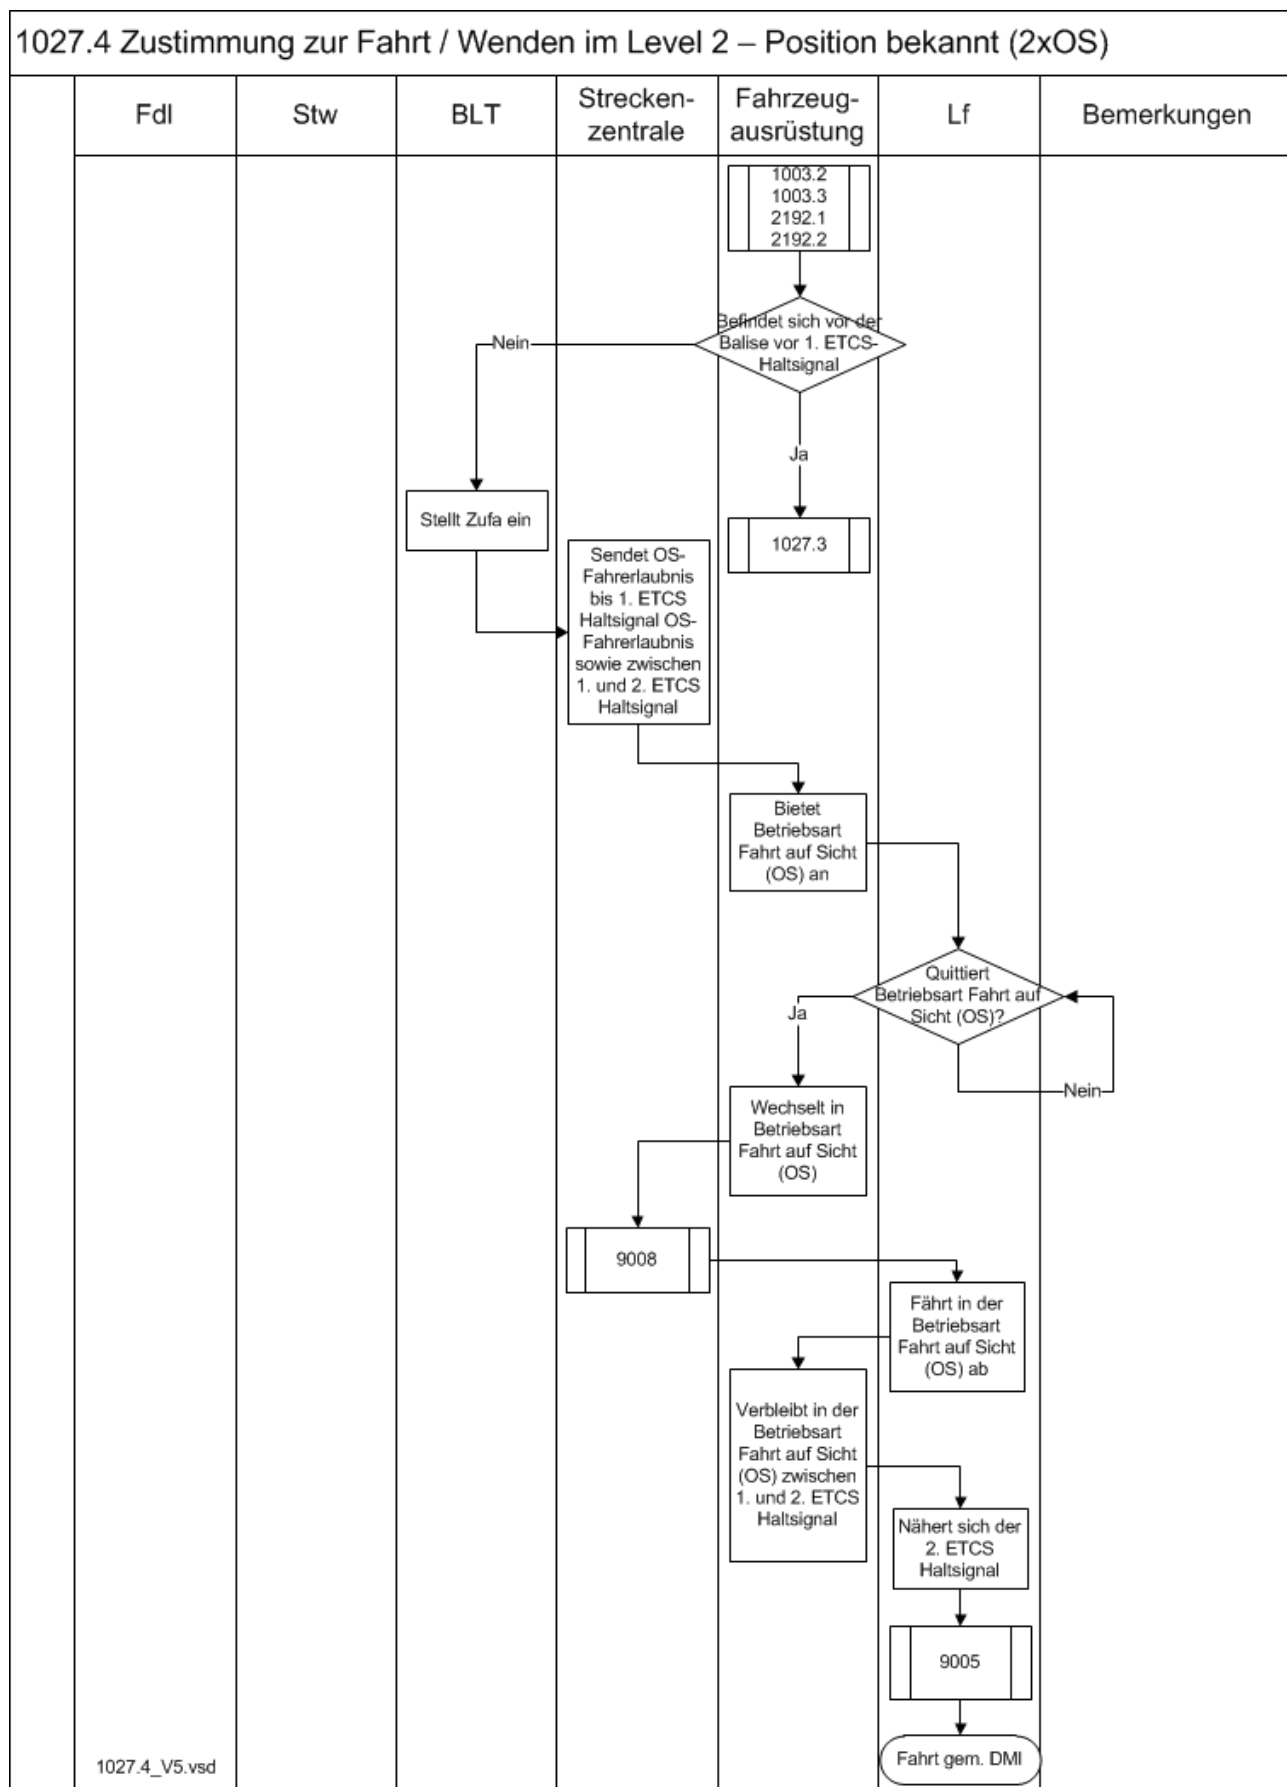 1027.4 Zustimmung zur Fahrt / Wenden im Level 2 – Position bekannt (2xOS)
Fdl
Stw
BLT
Strecken-
zentrale
Fahrzeug-
ausrüstung
Lf
Bemerkungen
1003.2
1003.3
2192.1
2192.2
Befindet sich vor der
Balise vor 1. ETCS-
Haltsignal
Nein
Ja
Stellt Zufa ein
1027.3
Sendet OS-
Fahrerlaubnis
bis 1. ETCS
Haltsignal OS-
Fahrerlaubnis
sowie zwischen
1. und 2. ETCS
Haltsignal
Bietet
Betriebsart
Fahrt auf Sicht
(OS) an
Quittiert
Betriebsart Fahrt auf
Sicht (OS)?
Ja
Nein
Wechselt in
Betriebsart
Fahrt auf Sicht
(OS)
9008
Fährt in der
Betriebsart
Fahrt auf Sicht
(OS) ab
Verbleibt in der
Betriebsart
Fahrt auf Sicht
(OS) zwischen
1. und 2. ETCS
Haltsignal
Nähert sich der
2. ETCS
Haltsignal
9005
Fahrt gem. DMI
1027.4_V5.vsd